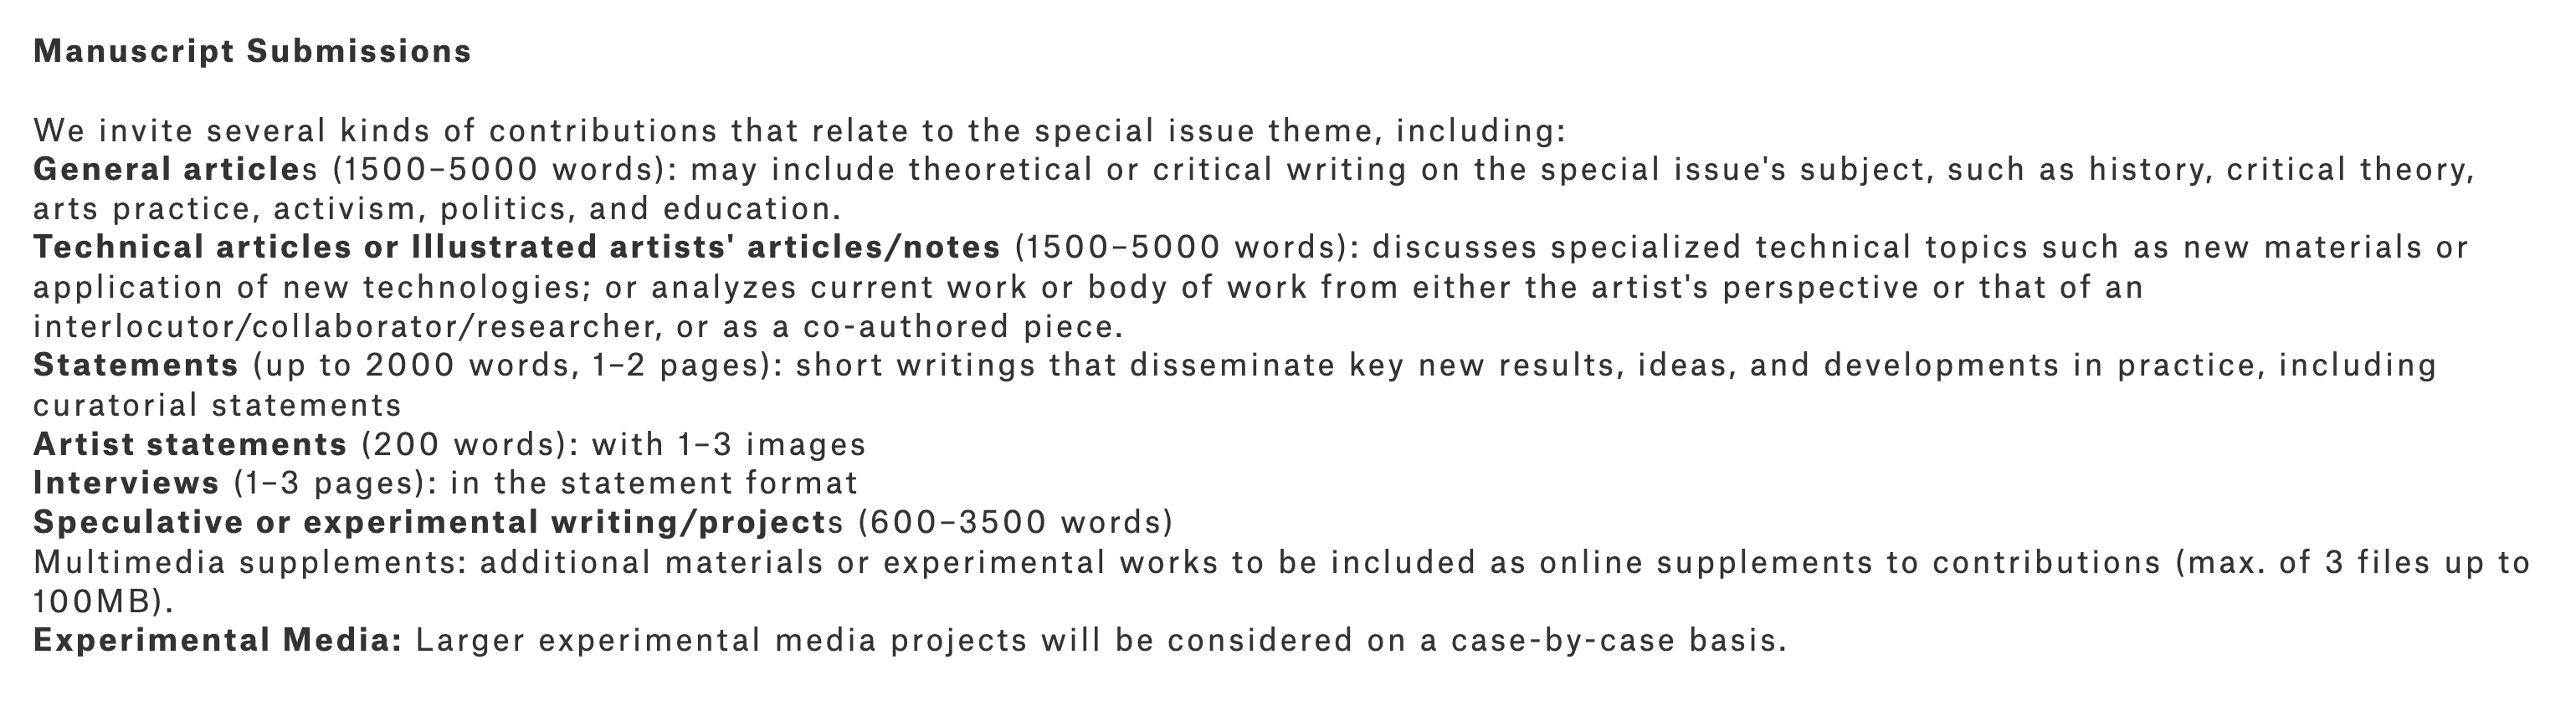 Manuscript Submissions
We invite several kinds of contributions that relate to the special issue theme, including:
General articles (1500–5000 words): may include theoretical or critical writing on the special issue's subject, such as history, critical theory,
arts practice, activism, politics, and education.
Technical articles or Illustrated artists' articles/notes (1500–5000 words): discusses specialized technical topics such as new materials or
application of new technologies; or analyzes current work or body of work from either the artist's perspective or that of an
interlocutor/collaborator/researcher, or as a co-authored piece.
Statements (up to 2000 words, 1–2 pages): short writings that disseminate key new results, ideas, and developments in practice, including
curatorial statements
Artist statements (200 words): with 1–3 images
Interviews (1–3 pages): in the statement format
Speculative or experimental writing/projects (600–3500 words)
Multimedia supplements: additional materials or experimental works to be included as online supplements to contributions (max. of 3 files up to
100MB).
Experimental Media: Larger experimental media projects will be considered on a case-by-case basis.